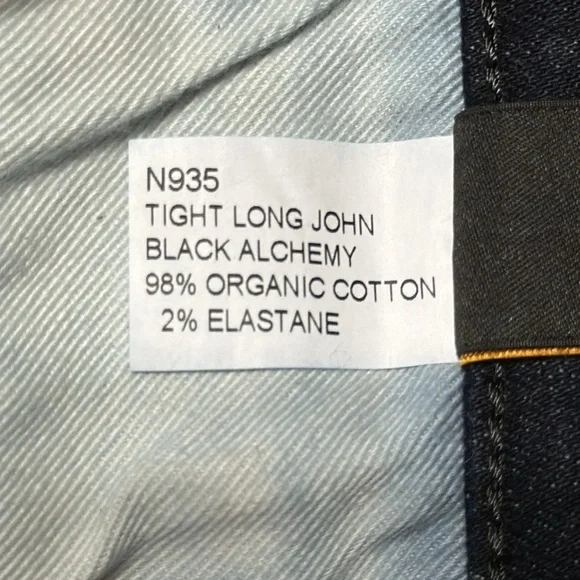 N935
TIGHT LONG JOHN
BLACK ALCHEMY
98% ORGANIC COTTON
2% ELASTANE